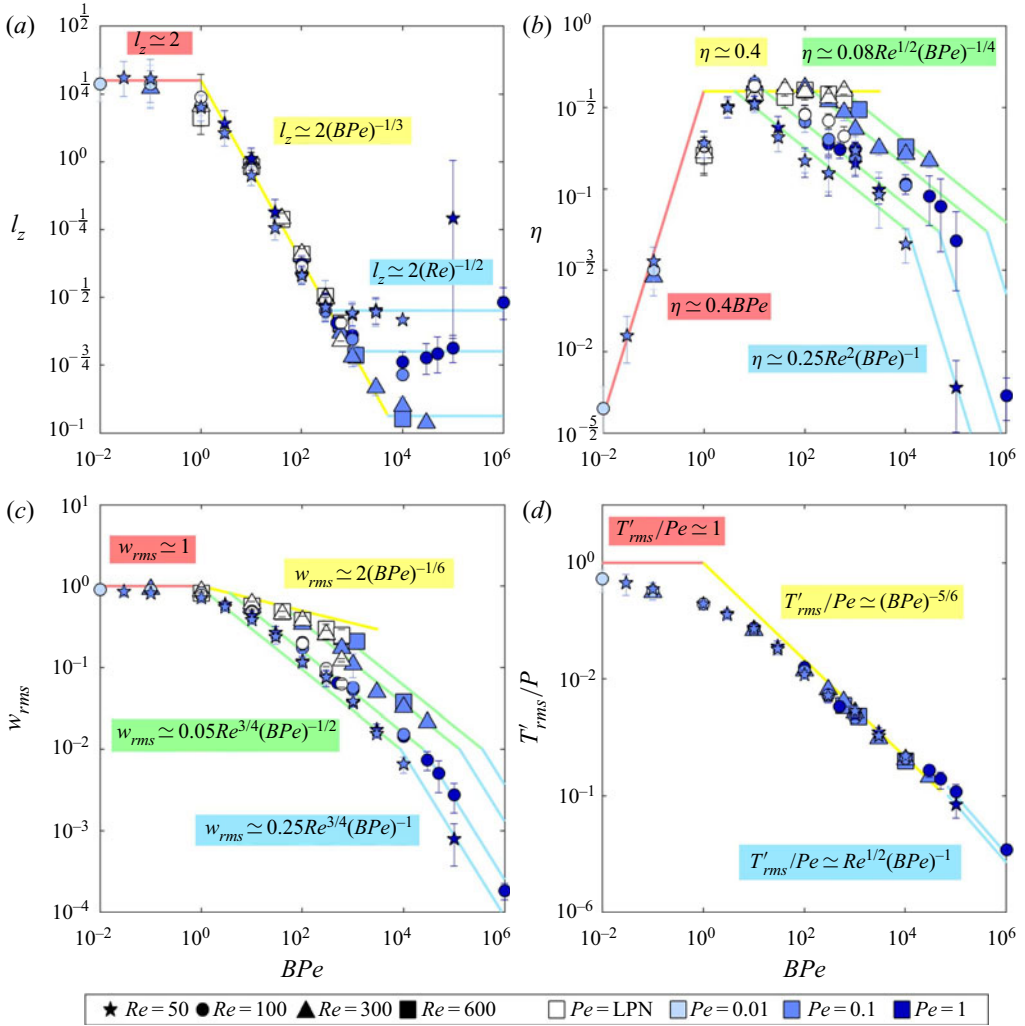 (a)
10^{1/2}
10^{1/4}
10^0
10^{-1/4}
10^{-1/2}
10^{-3/4}
10^{-1}
l_z
l_z ≃ 2
l_z ≃ 2(BPe)^{-1/3}
l_z ≃ 2(Re)^{-1/2}
10^{-2} 10^0 10^2 10^4 10^6
(b)
10^{-1/2}
10^{-1}
10^{-3/2}
10^{-2}
10^{-5/2}
η
η ≃ 0.4
η ≃ 0.08Re^{1/2}(BPe)^{-1/4}
η ≃ 0.4BPe
η ≃ 0.25Re^2(BPe)^{-1}
10^{-2} 10^0 10^2 10^4 10^6
(c)
10^1
10^0
10^{-1}
10^{-2}
10^{-3}
10^{-4}
w_{rms}
w_{rms} ≃ 1
w_{rms} ≃ 2(BPe)^{-1/6}
w_{rms} ≃ 0.05Re^{3/4}(BPe)^{-1/2}
w_{rms} ≃ 0.25Re^{3/4}(BPe)^{-1}
10^{-2} 10^0 10^2 10^4 10^6
BPe
(d)
10^0
10^{-2}
10^{-1}
10^{-6}
T'_{rms}/P
T'_{rms}/Pe ≃ 1
T'_{rms}/Pe ≃ (BPe)^{-5/6}
T'_{rms}/Pe ≃ Re^{1/2}(BPe)^{-1}
10^{-2} 10^0 10^2 10^4 10^6
BPe
Re = 50 Re = 100 Re = 300 Re = 600 Pe = LPN Pe = 0.01 Pe = 0.1 Pe = 1